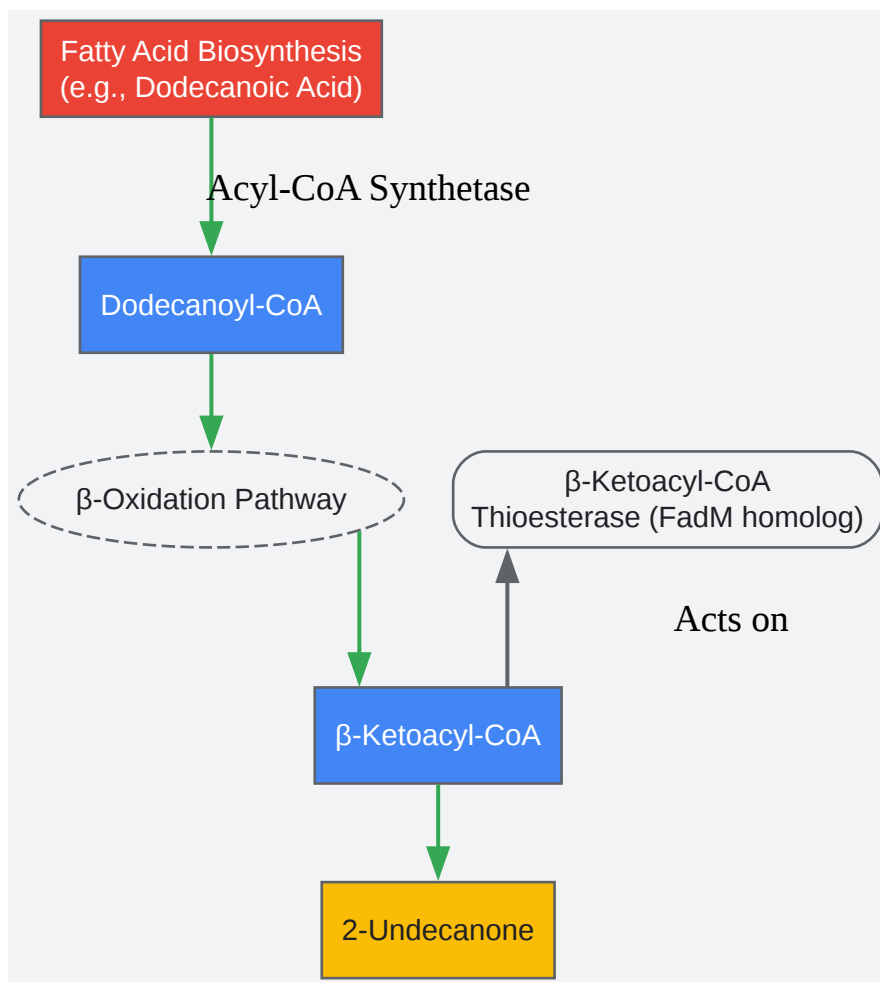 Fatty Acid Biosynthesis
(e.g., Dodecanoic Acid)
Acyl-CoA Synthetase
Dodecanoyl-CoA
β-Oxidation Pathway
β-Ketoacyl-CoA
Thioesterase (FadM homolog)
Acts on
β-Ketoacyl-CoA
2-Undecanone